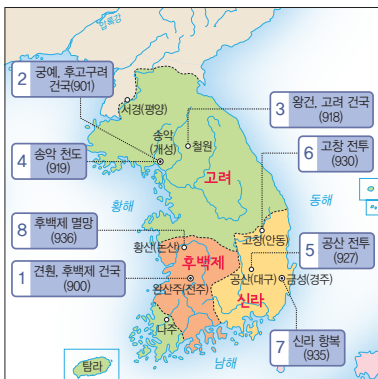 압록강
2 궁예, 후고구려
건국(901)
서경(평양)
송악
(개성)
철원
3 왕건, 고려 건국
(918)
4 송악 천도
(919)
6 고창 전투
(930)
고려
동해
황해
8 후백제 멸망
(936)
황산(논산)
고창(안동)
후백제
5 공산 전투
(927)
1 견훤, 후백제 건국
(900)
완산주(전주)
공산(대구)
금성(경주)
신라
나주
7 신라 항복
(935)
남해
탐라